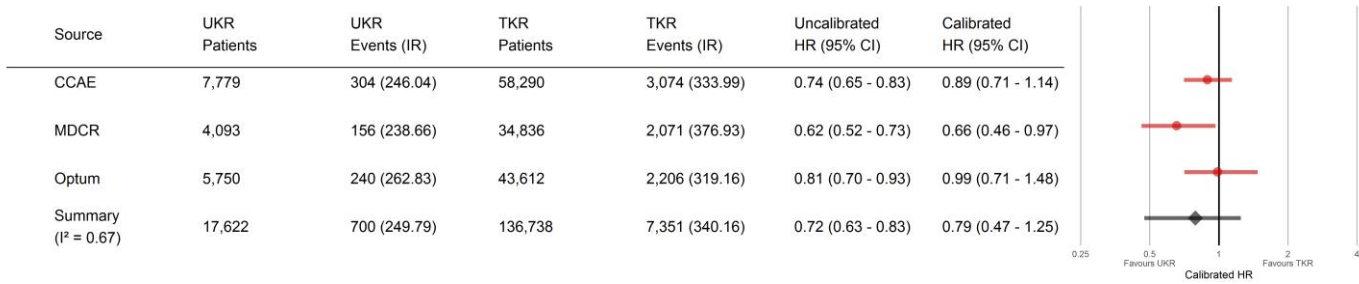 Source UKR Patients UKR Events (IR) TKR Patients TKR Events (IR) Uncalibrated HR (95% CI) Calibrated HR (95% CI)
CCAE 7,779 304 (246.04) 58,290 3,074 (333.99) 0.74 (0.65 - 0.83) 0.89 (0.71 - 1.14)
MDCR 4,093 156 (238.66) 34,836 2,071 (376.93) 0.62 (0.52 - 0.73) 0.66 (0.46 - 0.97)
Optum 5,750 240 (262.83) 43,612 2,206 (319.16) 0.81 (0.70 - 0.93) 0.99 (0.71 - 1.48)
Summary (I² = 0.67) 17,622 700 (249.79) 136,738 7,351 (340.16) 0.72 (0.63 - 0.83) 0.79 (0.47 - 1.25)
0.25 0.5 1 2 4
Favours UKR Favours TKR
Calibrated HR